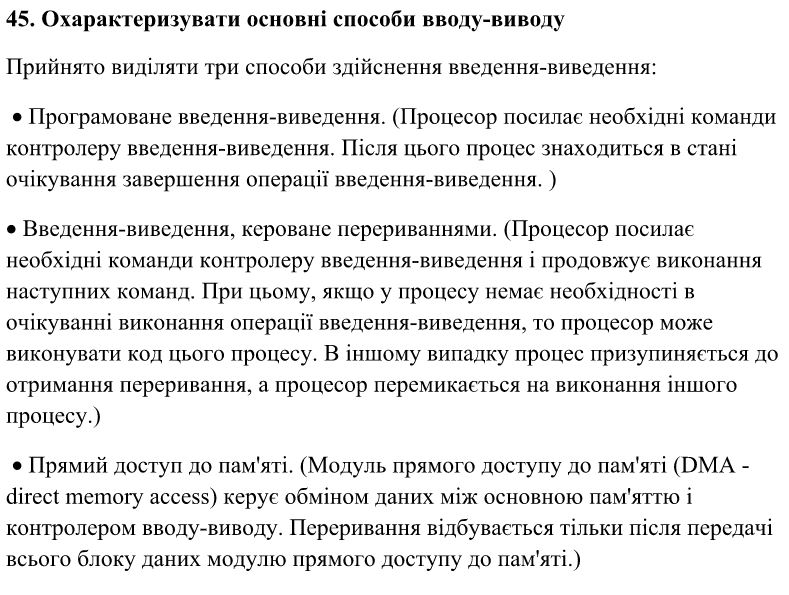 45. Охарактеризувати основні способи вводу-виводу
Прийнято виділяти три способи здійснення введення-виведення:
• Програмоване введення-виведення. (Процесор посилає необхідні команди
контролеру введення-виведення. Після цього процес знаходиться в стані
очікування завершення операції введення-виведення. )
• Введення-виведення, кероване перериваннями. (Процесор посилає
необхідні команди контролеру введення-виведення і продовжує виконання
наступних команд. При цьому, якщо у процесу немає необхідності в
очікуванні виконання операції введення-виведення, то процесор може
виконувати код цього процесу. В іншому випадку процес призупиняється до
отримання переривання, а процесор перемикається на виконання іншого
процесу.)
• Прямий доступ до пам'яті. (Модуль прямого доступу до пам'яті (DMA -
direct memory access) керує обміном даних між основною пам'яттю і
контролером вводу-виводу. Переривання відбувається тільки після передачі
всього блоку даних модулю прямого доступу до пам'яті.)